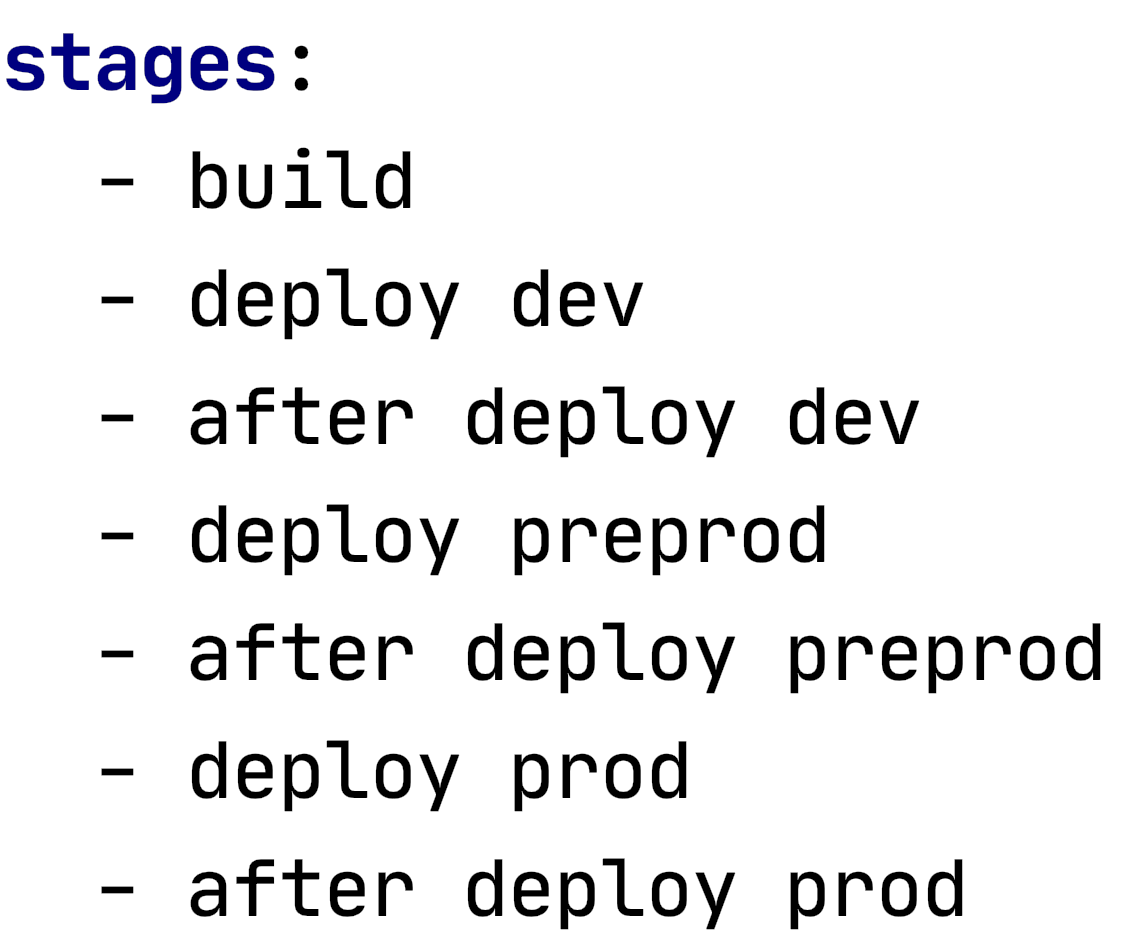 stages:
  - build
  - deploy dev
  - after deploy dev
  - deploy preprod
  - after deploy preprod
  - deploy prod
  - after deploy prod